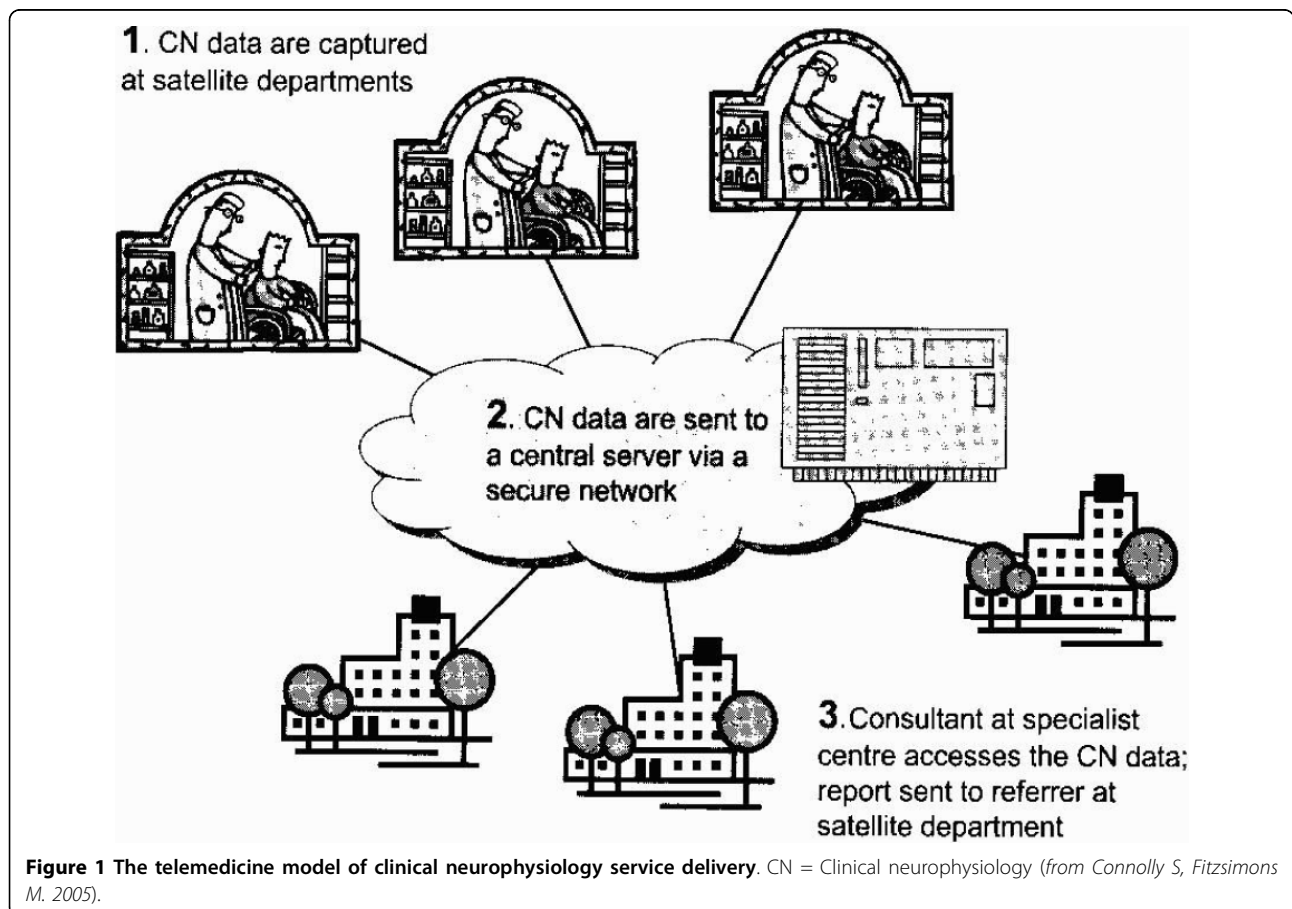 1. CN data are captured
at satellite departments
2. CN data are sent to
a central server via a
secure network
3. Consultant at specialist
centre accesses the CN data;
report sent to referrer at
satellite department
Figure 1 The telemedicine model of clinical neurophysiology service delivery. CN = Clinical neurophysiology (from Connolly S, Fitzsimons
M. 2005).